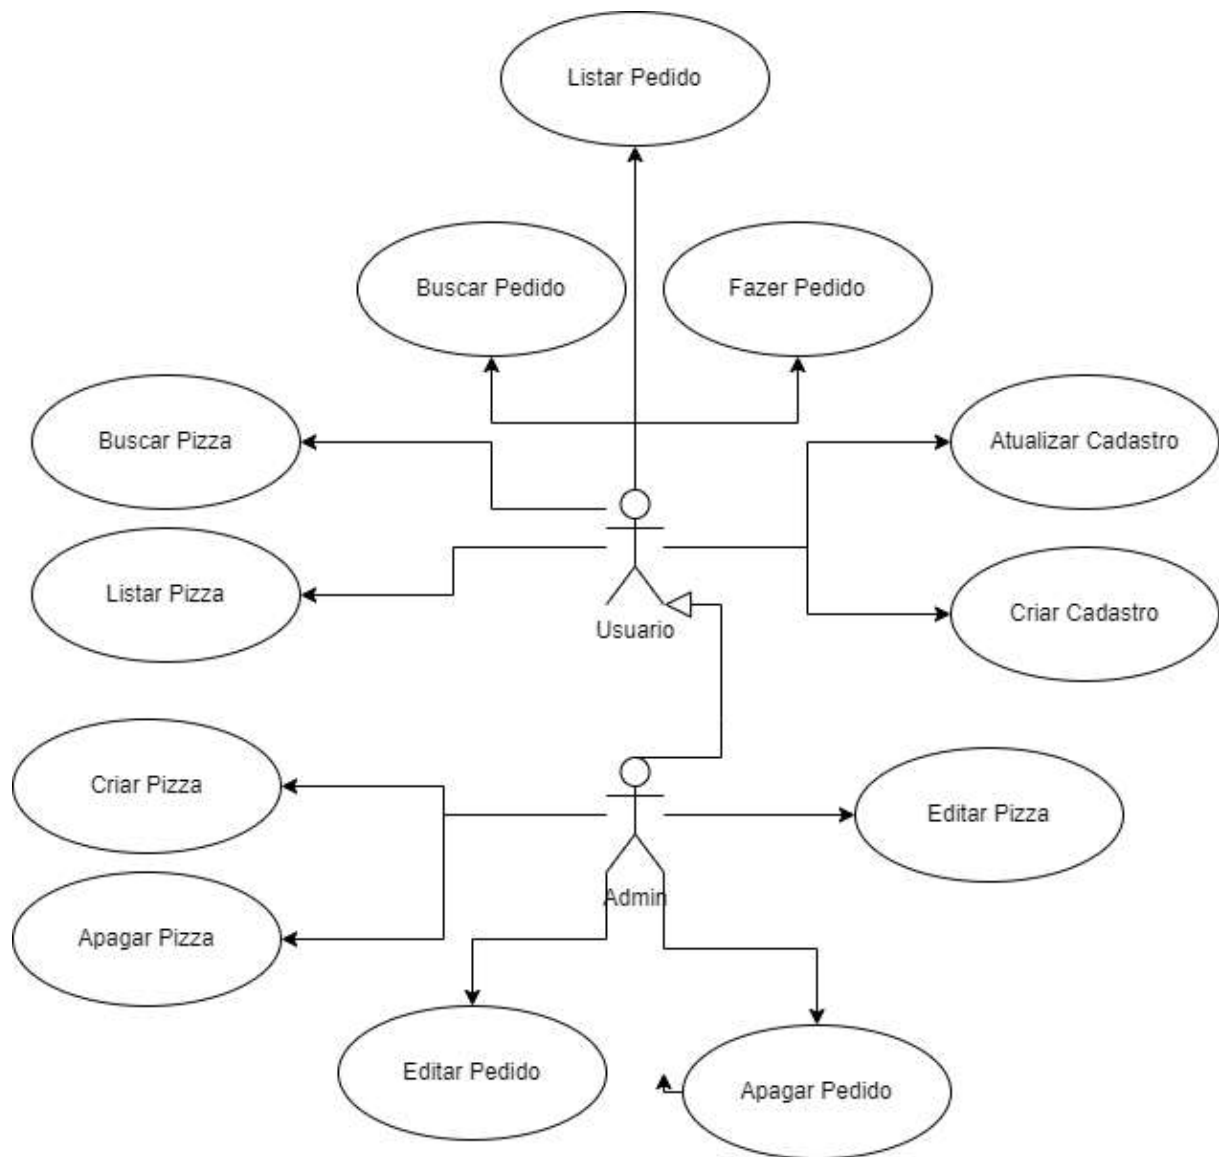 Listar Pedido
Buscar Pedido
Fazer Pedido
Buscar Pizza
Atualizar Cadastro
Listar Pizza
Criar Cadastro
Usuario
Criar Pizza
Editar Pizza
Admin
Apagar Pizza
Editar Pedido
Apagar Pedido